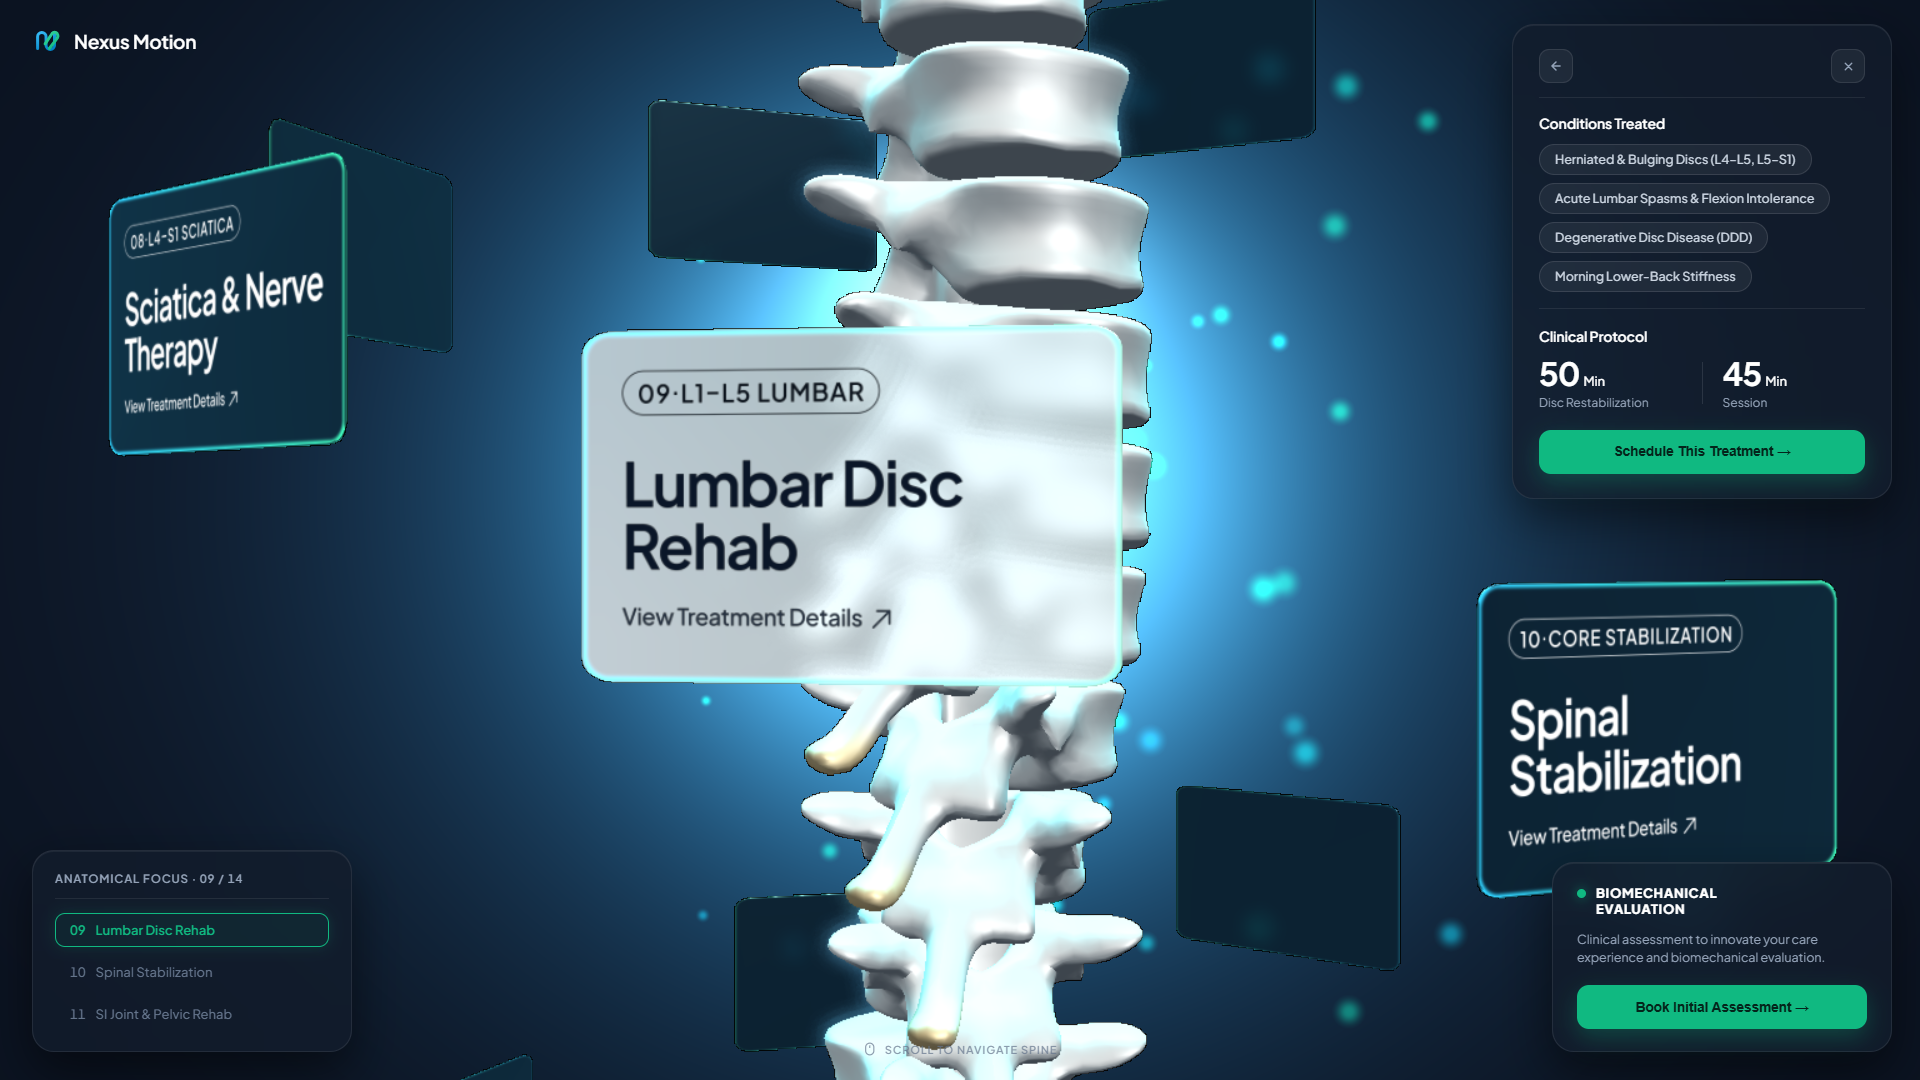 Nexus Motion
08·L4-S1 SCIATICA
Sciatica & Nerve
Therapy
View Treatment Details ↗
09·L1-L5 LUMBAR
Lumbar Disc
Rehab
View Treatment Details ↗
Conditions Treated
Herniated & Bulging Discs (L4–L5, L5–S1)
Acute Lumbar Spasms & Flexion Intolerance
Degenerative Disc Disease (DDD)
Morning Lower-Back Stiffness
Clinical Protocol
50 Min
Disc Restabilization
45 Min
Session
Schedule This Treatment →
10·CORE STABILIZATION
Spinal
Stabilization
View Treatment Details ↗
ANATOMICAL FOCUS · 09 / 14
09 Lumbar Disc Rehab
10 Spinal Stabilization
11 SI Joint & Pelvic Rehab
SCROLL TO NAVIGATE SPINE
BIOMECHANICAL
EVALUATION
Clinical assessment to innovate your care
experience and biomechanical evaluation.
Book Initial Assessment →